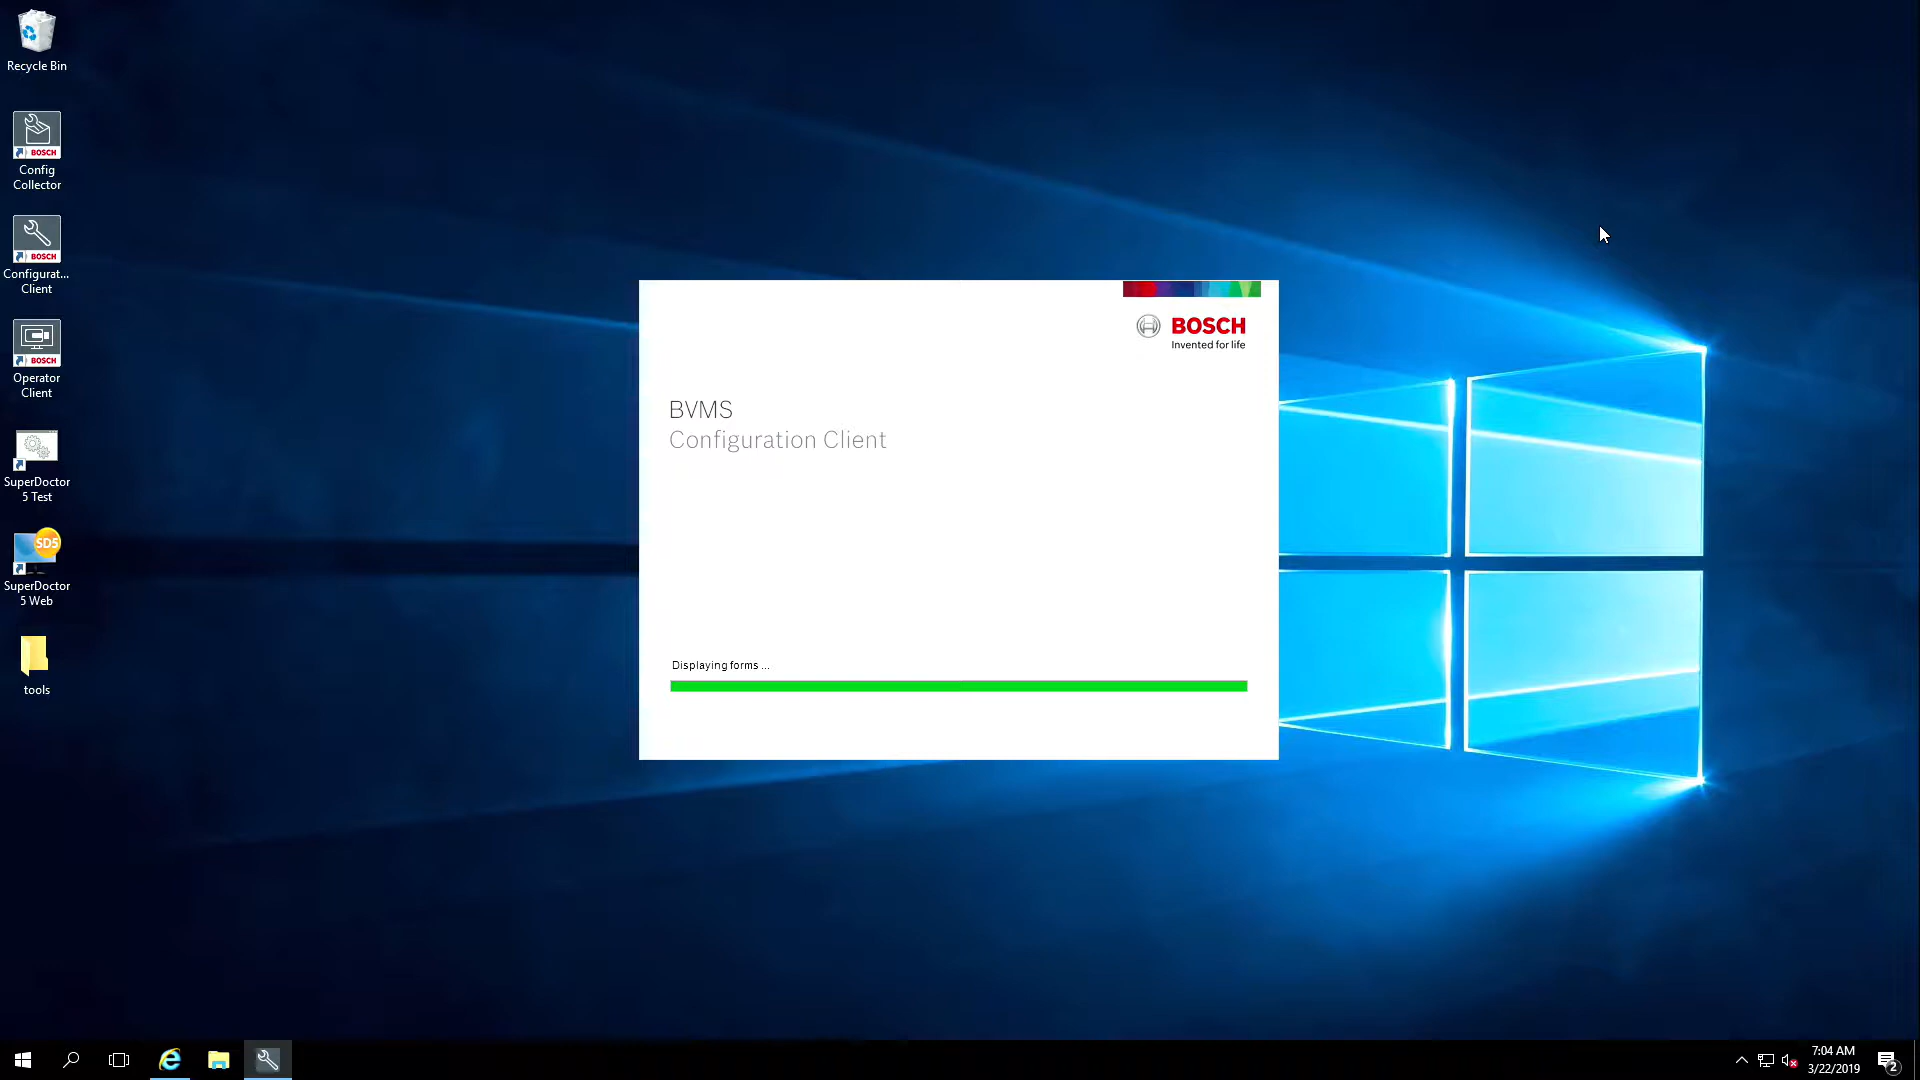 Recycle Bin
BOSCH
Config
Collector
BOSCH
Configurat...
Client
BOSCH
Operator
Client
SuperDoctor
5 Test
SD5
SuperDoctor
5 Web
tools
BOSCH
Invented for life
BVMS
Configuration Client
Displaying forms ...
7:04 AM
3/22/2019
2